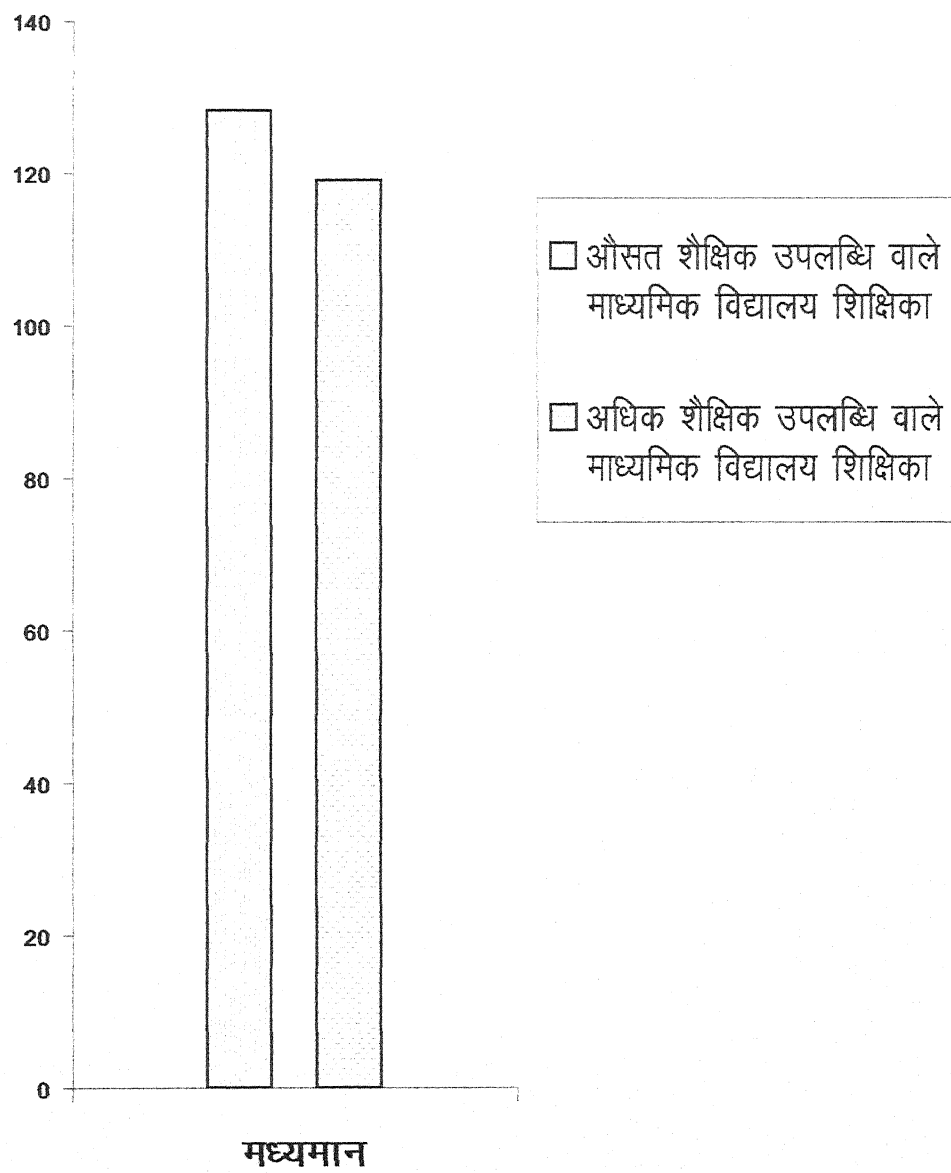 140
120
100
80
60
40
20
0
औसत शैक्षिक उपलब्धि वाले
माध्यमिक विद्यालय शिक्षिका
अधिक शैक्षिक उपलब्धि वाले
माध्यमिक विद्यालय शिक्षिका
मध्यमान